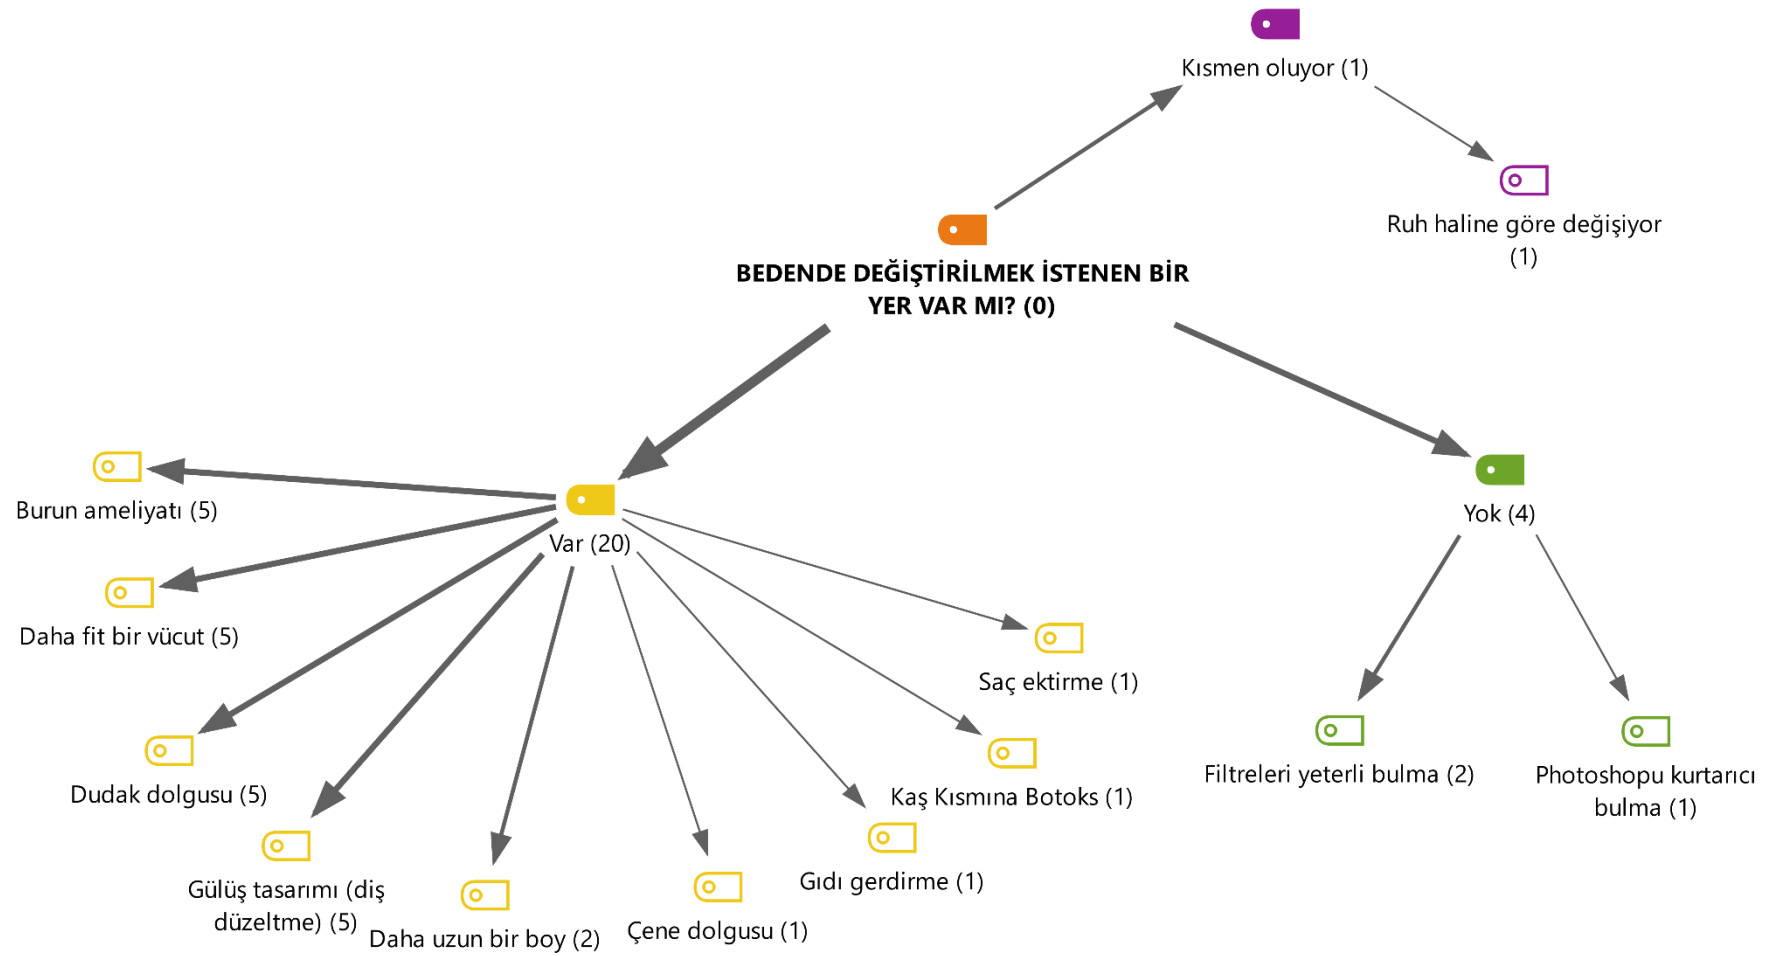 Kısmen oluyor (1)
Ruh haline göre değişiyor
(1)
BEDENDE DEĞİŞTİRİLMEK İSTENEN BİR
YER VAR MI? (0)
Burun ameliyatı (5)
Var (20)
Yok (4)
Daha fit bir vücut (5)
Saç ektirme (1)
Dudak dolgusu (5)
Kaş Kısmına Botoks (1)
Filtreleri yeterli bulma (2)
Photoshopu kurtarıcı
bulma (1)
Gülüş tasarımı (diş
düzeltme) (5)
Daha uzun bir boy (2)
Çene dolgusu (1)
Gıdı gerdirme (1)